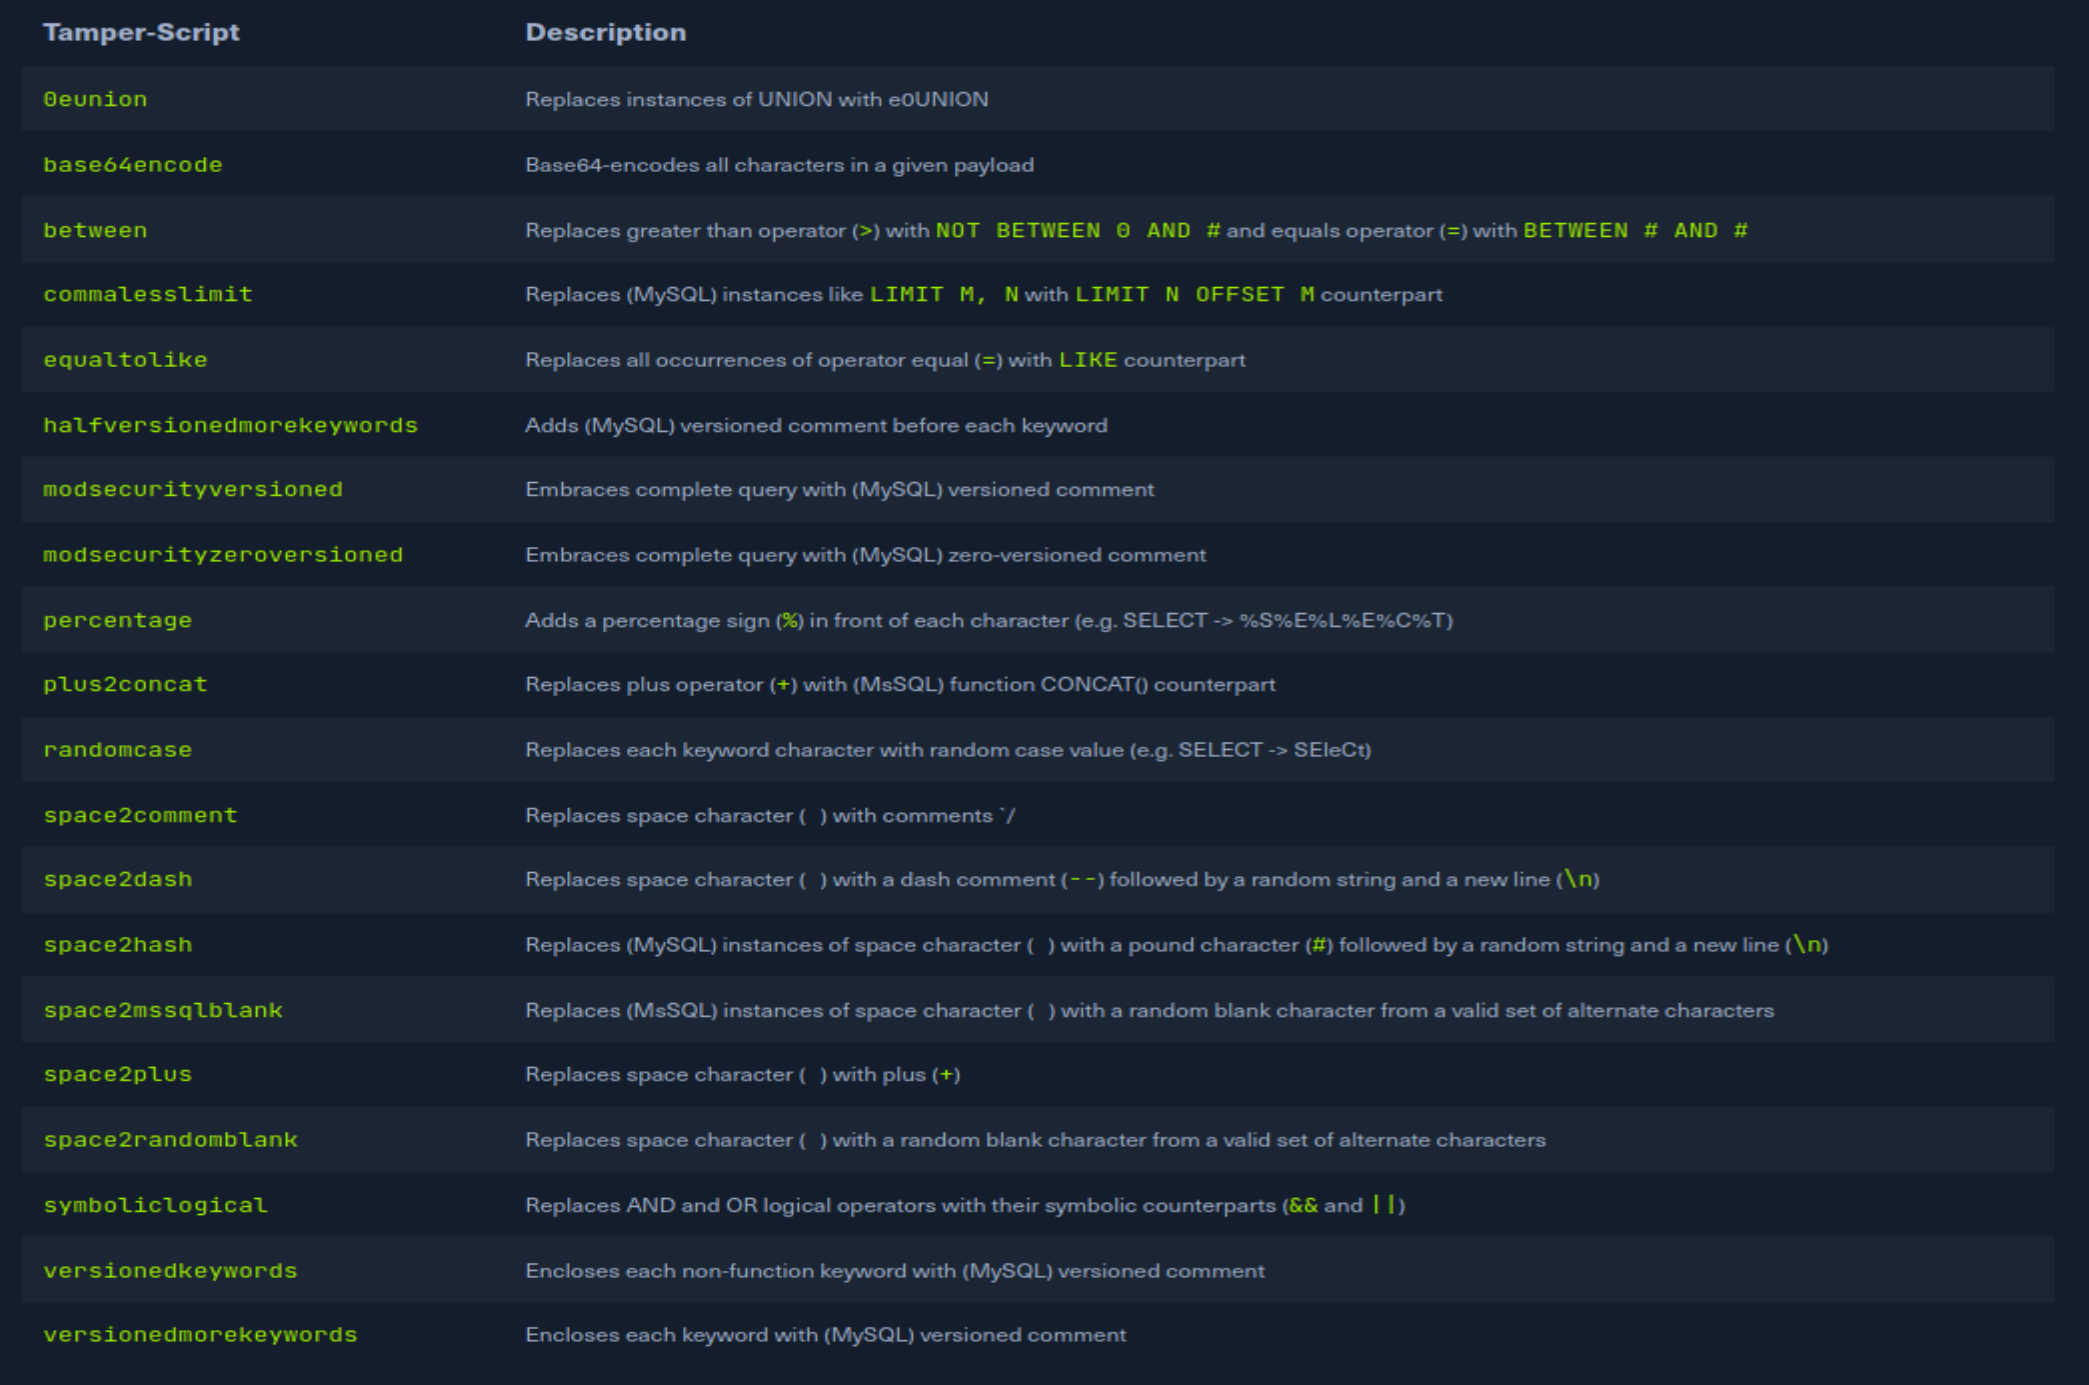 Tamper-Script Description
0eunion Replaces instances of UNION with e0UNION
base64encode Base64-encodes all characters in a given payload
between Replaces greater than operator (>) with NOT BETWEEN 0 AND # and equals operator (=) with BETWEEN # AND #
commalesslimit Replaces (MySQL) instances like LIMIT M, N with LIMIT N OFFSET M counterpart
equaltolike Replaces all occurrences of operator equal (=) with LIKE counterpart
halfversionedmorekeywords Adds (MySQL) versioned comment before each keyword
modsecurityversioned Embraces complete query with (MySQL) versioned comment
modsecurityzeroversioned Embraces complete query with (MySQL) zero-versioned comment
percentage Adds a percentage sign (%) in front of each character (e.g. SELECT -> %S%E%L%E%C%T)
plus2concat Replaces plus operator (+) with (MsSQL) function CONCAT() counterpart
randomcase Replaces each keyword character with random case value (e.g. SELECT -> SEleCt)
space2comment Replaces space character ( ) with comments `/
space2dash Replaces space character ( ) with a dash comment (--) followed by a random string and a new line (\n)
space2hash Replaces (MySQL) instances of space character ( ) with a pound character (#) followed by a random string and a new line (\n)
space2mssqlblank Replaces (MsSQL) instances of space character ( ) with a random blank character from a valid set of alternate characters
space2plus Replaces space character ( ) with plus (+)
space2randomblank Replaces space character ( ) with a random blank character from a valid set of alternate characters
symboliclogical Replaces AND and OR logical operators with their symbolic counterparts (&& and ||)
versionedkeywords Encloses each non-function keyword with (MySQL) versioned comment
versionedmorekeywords Encloses each keyword with (MySQL) versioned comment